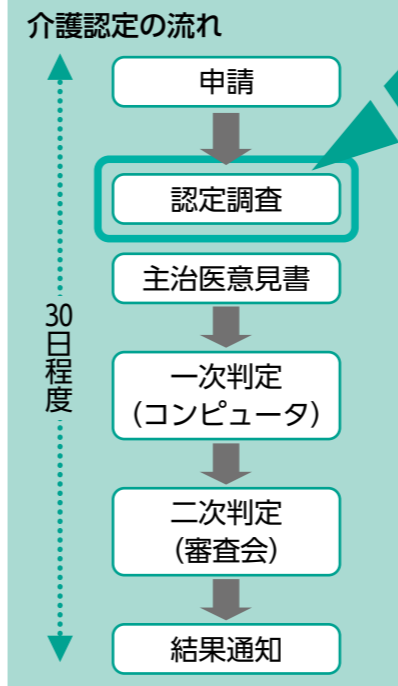 介護認定の流れ
申請
認定調査
主治医意見書
30日程度
一次判定
（コンピュータ）
二次判定
（審査会）
結果通知